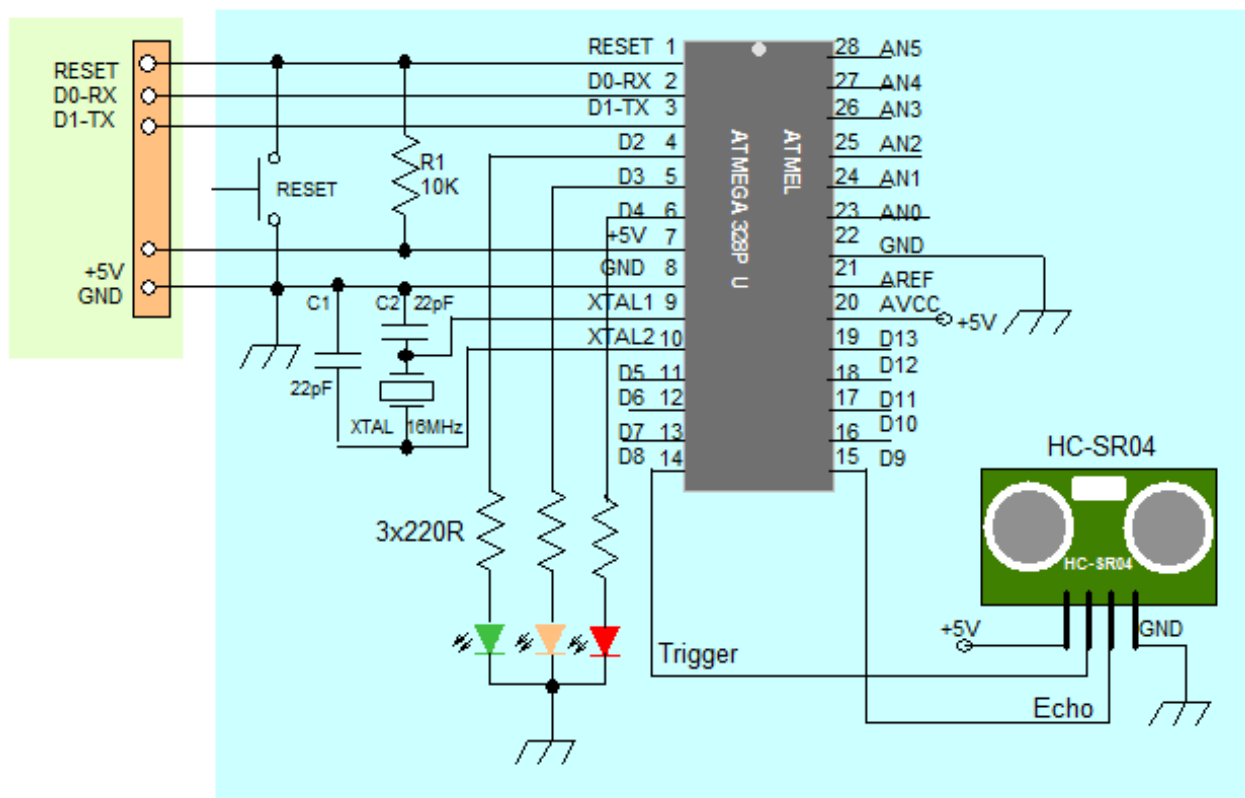 RESET
D0-RX
D1-TX
+5V
GND
RESET
R1
10K
C1
22pF
C2 22pF
XTAL 16MHz
RESET 1
D0-RX 2
D1-TX 3
D2 4
D3 5
D4 6
+5V 7
GND 8
XTAL1 9
XTAL2 10
D5 11
D6 12
D7 13
D8 14
ATMEL
ATMEGA 328P U
28 AN5
27 AN4
26 AN3
25 AN2
24 AN1
23 AN0
22 GND
21 AREF
20 AVCC
+5V
19 D13
18 D12
17 D11
16 D10
15 D9
3x220R
HC-SR04
HC-SR04
+5V
GND
Trigger
Echo